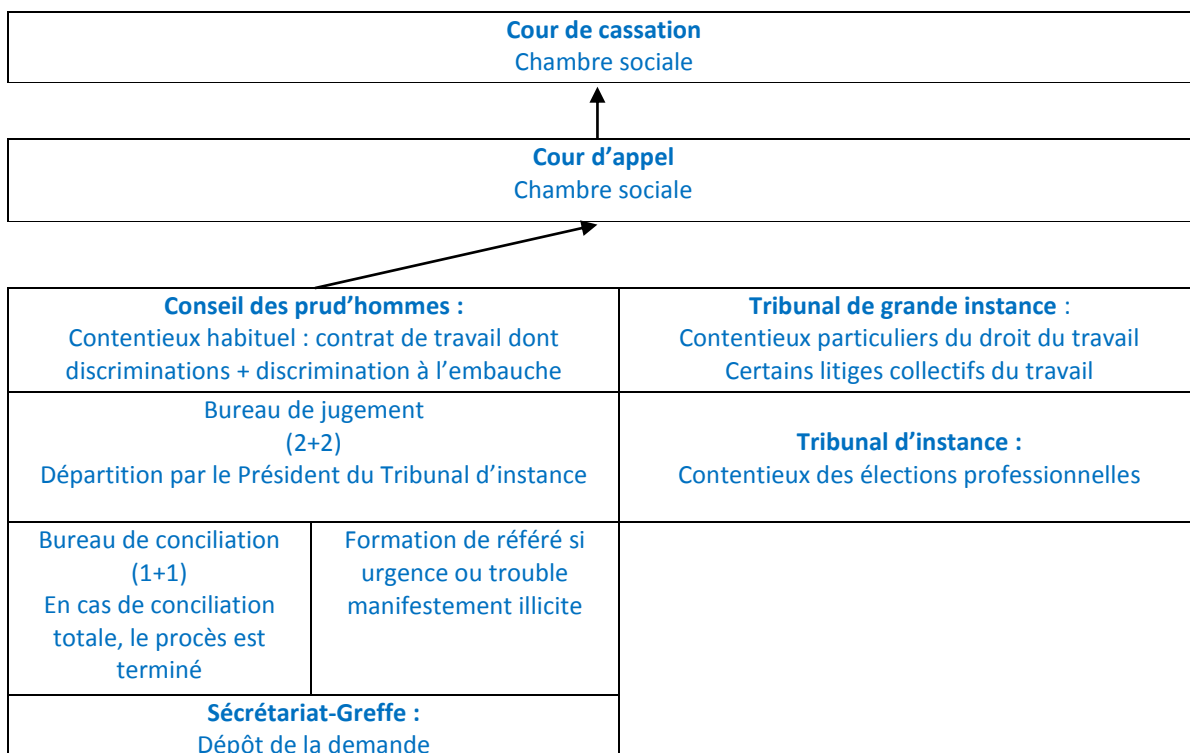 Cour de cassation
Chambre sociale
Cour d’appel
Chambre sociale
Conseil des prud’hommes :
Contentieux habituel : contrat de travail dont
discriminations + discrimination à l’embauche
Tribunal de grande instance :
Contentieux particuliers du droit du travail
Certains litiges collectifs du travail
Bureau de jugement
(2+2)
Départition par le Président du Tribunal d’instance
Tribunal d’instance :
Contentieux des élections professionnelles
Bureau de conciliation
(1+1)
En cas de conciliation
totale, le procès est
terminé
Formation de référé si
urgence ou trouble
manifestement illicite
Sécrétariat-Greffe :
Dépôt de la demande